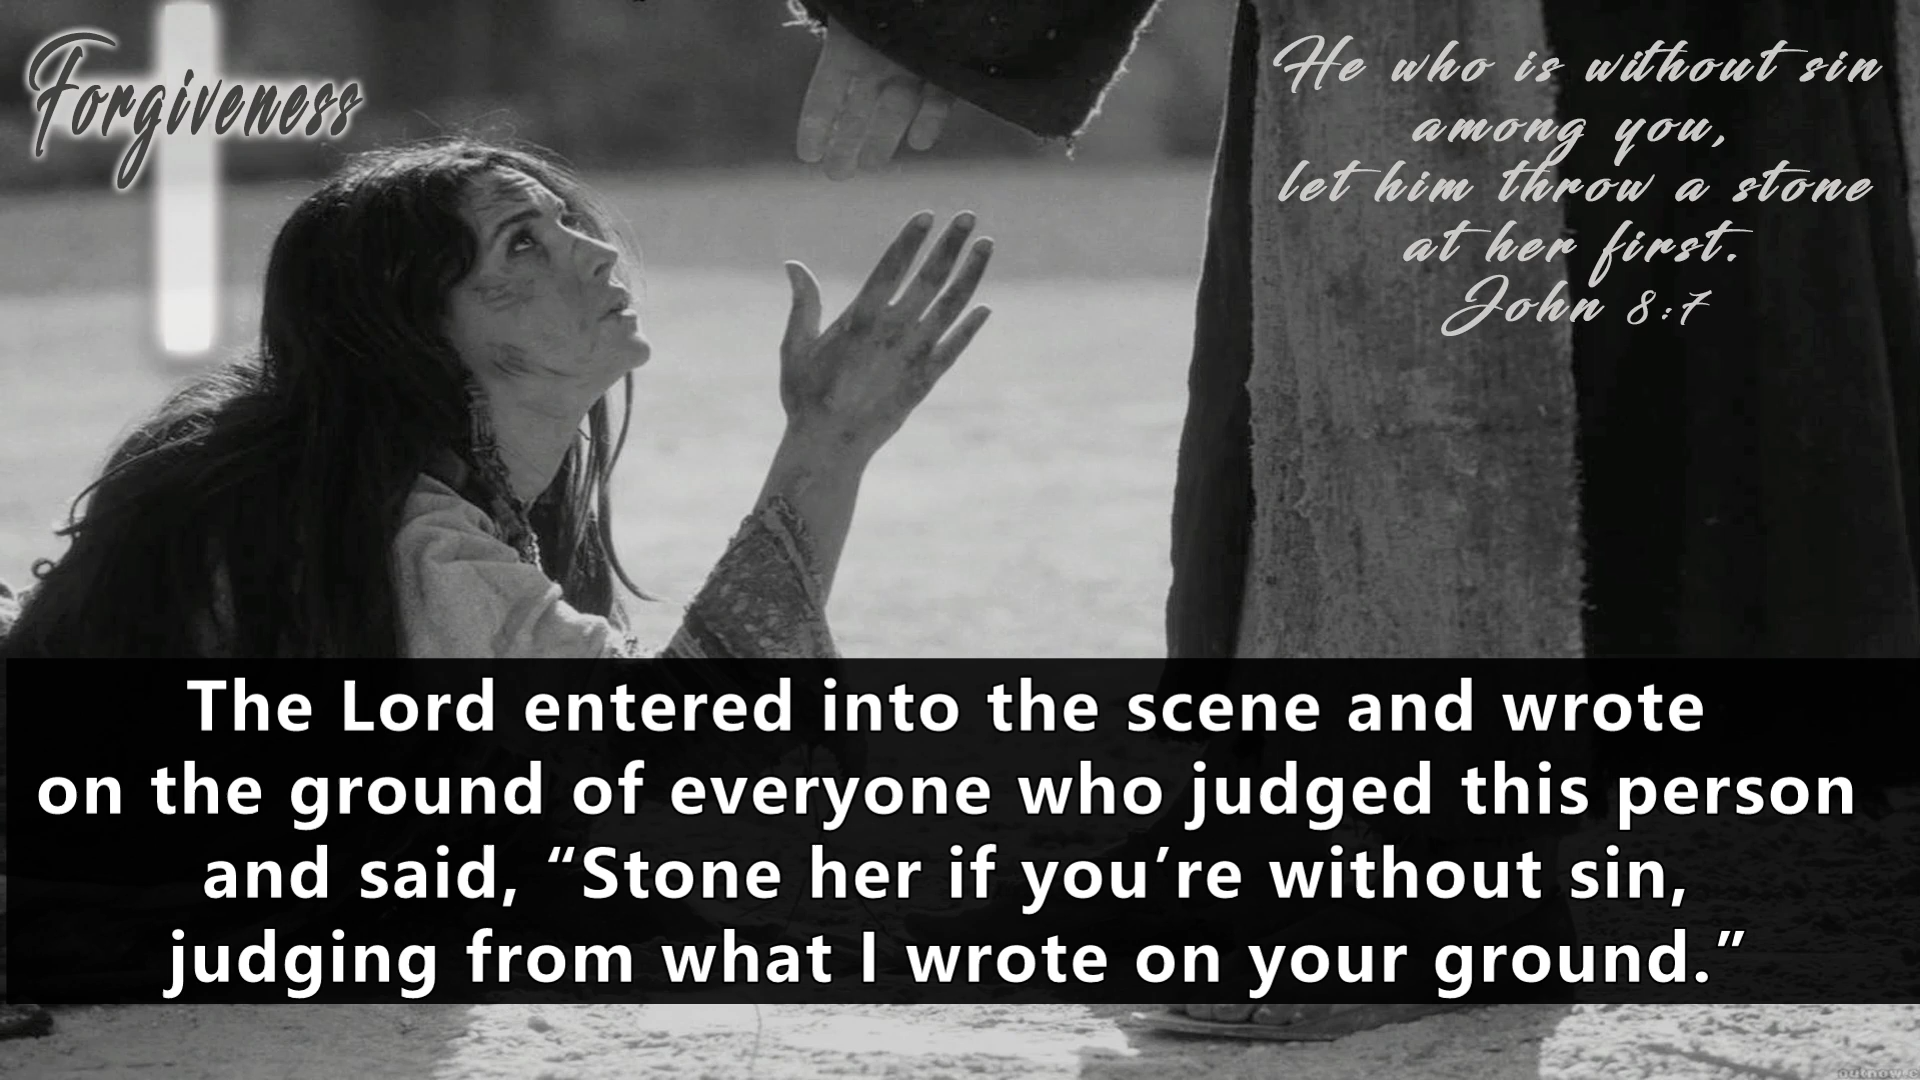 Forgiveness
He who is without sin
among you,
let him throw a stone
at her first.
John 8:7
The Lord entered into the scene and wrote
on the ground of everyone who judged this person
and said, “Stone her if you’re without sin,
judging from what I wrote on your ground.”